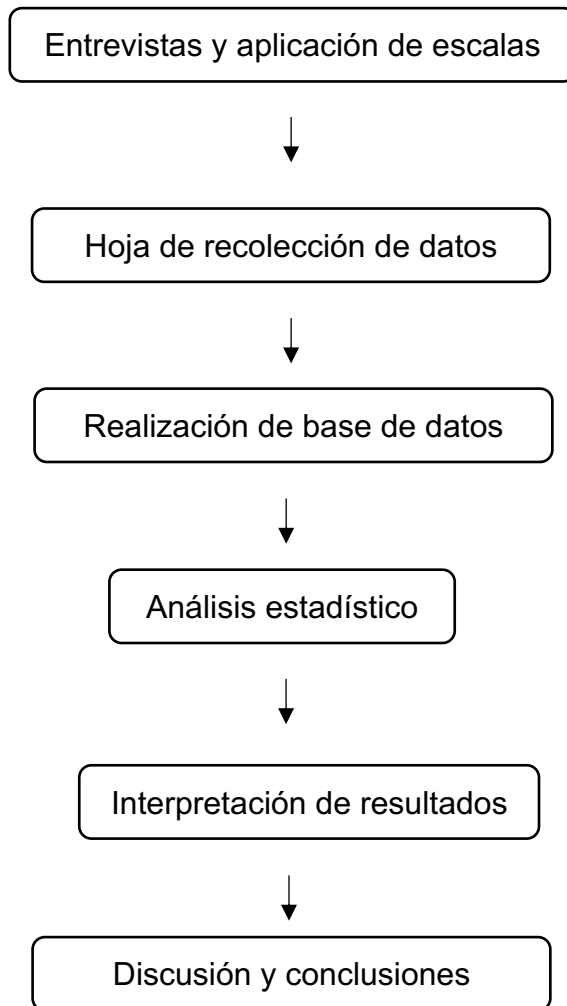 Entrevistas y aplicación de escalas
Hoja de recolección de datos
Realización de base de datos
Análisis estadístico
Interpretación de resultados
Discusión y conclusiones